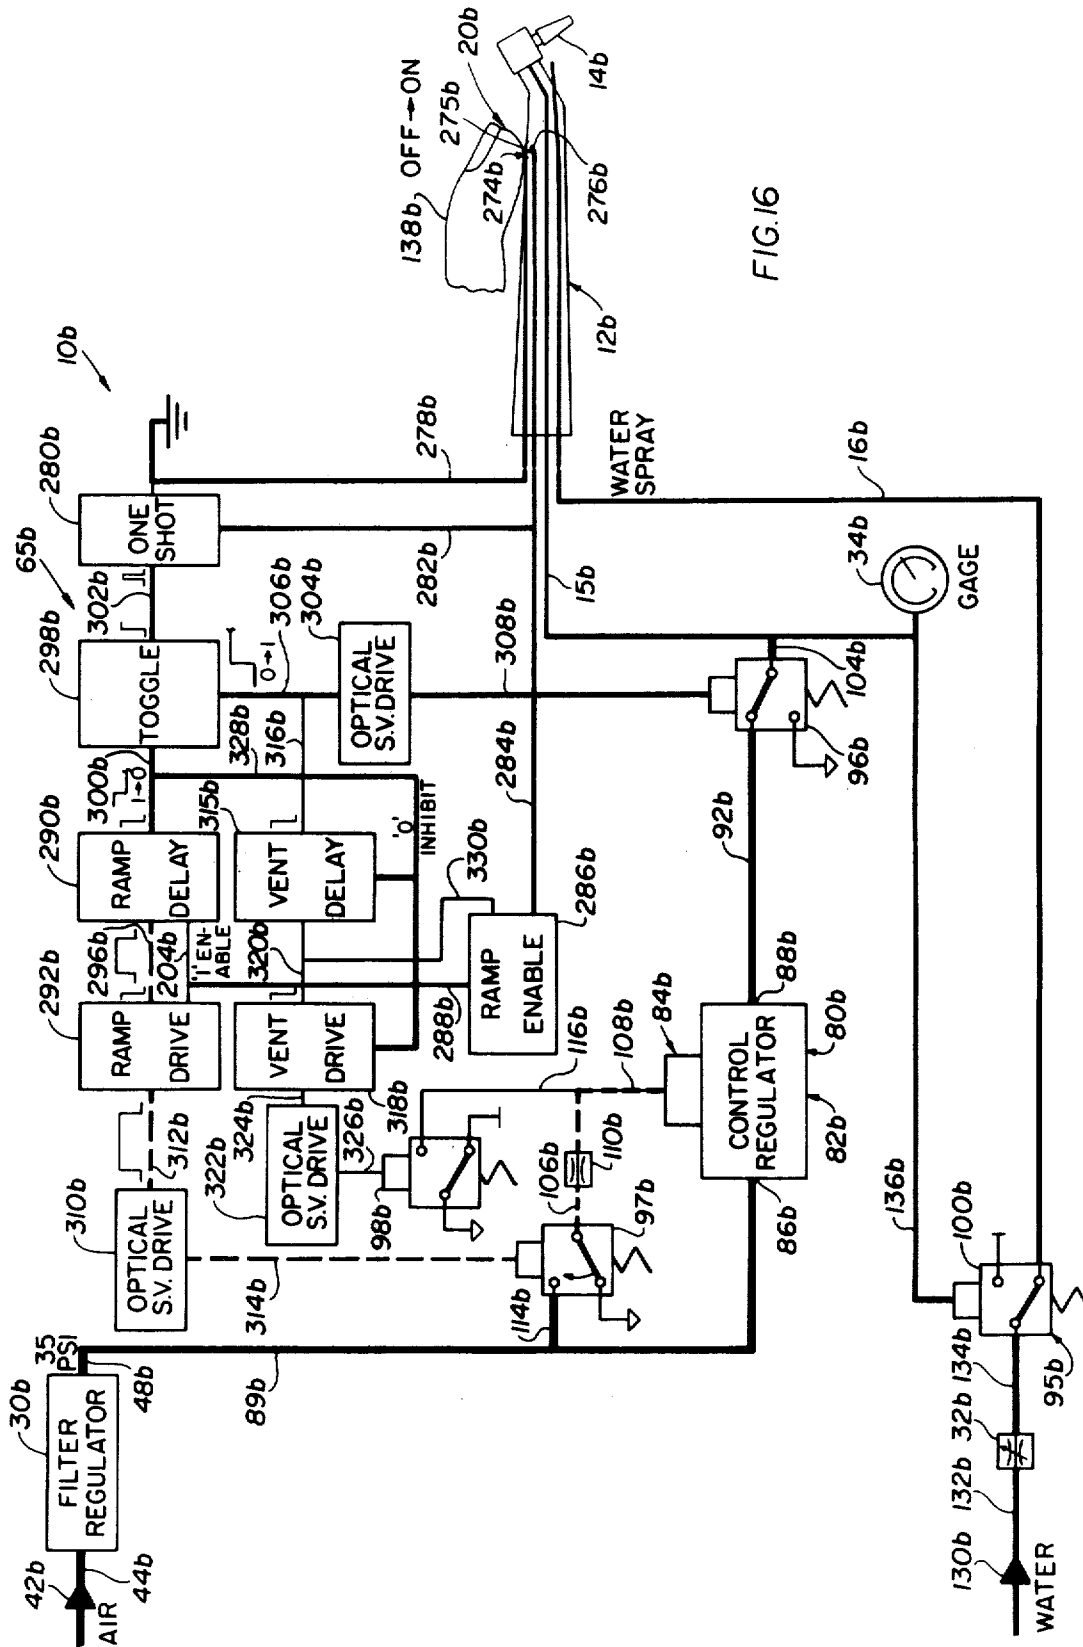 10b
65b
280b
ONE
SHOT
302b
298b
TOGGLE
300b
1→0
290b
RAMP
DELAY
296b
204b
'1' EN-
ABLE
292b
RAMP
DRIVE
312b
310b
OPTICAL
S.V. DRIVE
314b
0→1
306b
304b
OPTICAL
S.V. DRIVE
308b
316b
328b
315b
VENT
DELAY
'0'
INHIBIT
320b
VENT
DRIVE
318b
324b
322b
OPTICAL
S.V. DRIVE
326b
98b
330b
288b
RAMP
ENABLE
286b
284b
282b
278b
138b
OFF→ON
20b
275b
274b
276b
14b
12b
WATER
SPRAY
16b
15b
34b
GAGE
104b
96b
92b
88b
84b
CONTROL
REGULATOR
80b
82b
86b
116b
108b
110b
106b
97b
114b
89b
35
PSI
48b
30b
FILTER
REGULATOR
42b
44b
AIR
136b
100b
95b
134b
32b
132b
130b
WATER
FIG.16